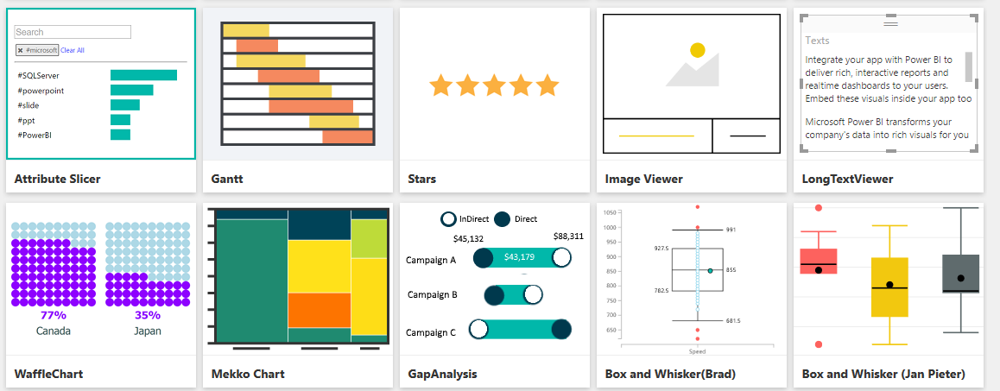 Search
✖ #microsoft Clear All
#SQLServer
#powerpoint
#slide
#ppt
#PowerBI
Attribute Slicer
Gantt
Stars
Image Viewer
Texts
Integrate your app with Power BI to
deliver rich, interactive reports and
realtime dashboards to your users.
Embed these visuals inside your app too
Microsoft Power BI transforms your
company's data into rich visuals for you
LongTextViewer
77%
Canada
35%
Japan
WaffleChart
Mekko Chart
InDirect Direct
$45,132 $88,311
Campaign A $43,179
Campaign B
Campaign C
GapAnalysis
1050
1000
950
900
850
800
750
700
650
991
927.5
855
782.5
681.5
Speed
Box and Whisker(Brad)
Box and Whisker (Jan Pieter)